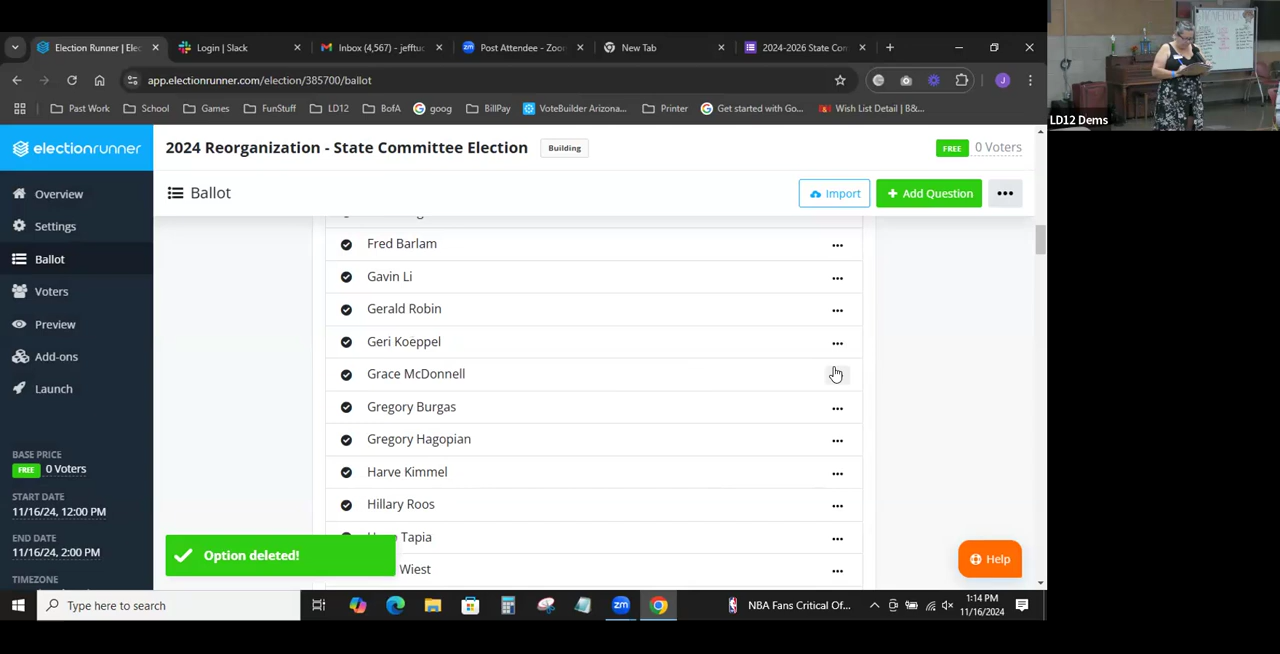 Election Runner | Elec
Login | Slack
Inbox (4,567) - jefftuc
Post Attendee - Zoo
New Tab
2024-2026 State Com
app.electionrunner.com/election/385700/ballot
J
Past Work
School
Games
FunStuff
LD12
BofA
goog
BillPay
VoteBuilder Arizona...
Printer
Get started with Go...
Wish List Detail | B&...
LD12 Dems
electionrunner
2024 Reorganization - State Committee Election
Building
FREE 0 Voters
Overview
Settings
Ballot
Voters
Preview
Add-ons
Launch
BASE PRICE
FREE 0 Voters
START DATE
11/16/24, 12:00 PM
END DATE
11/16/24, 2:00 PM
TIMEZONE
Ballot
Import
+ Add Question
Fred Barlam
Gavin Li
Gerald Robin
Geri Koeppel
Grace McDonnell
Gregory Burgas
Gregory Hagopian
Harve Kimmel
Hillary Roos
Tapia
Wiest
Option deleted!
Help
Type here to search
zm
NBA Fans Critical Of...
1:14 PM
11/16/2024